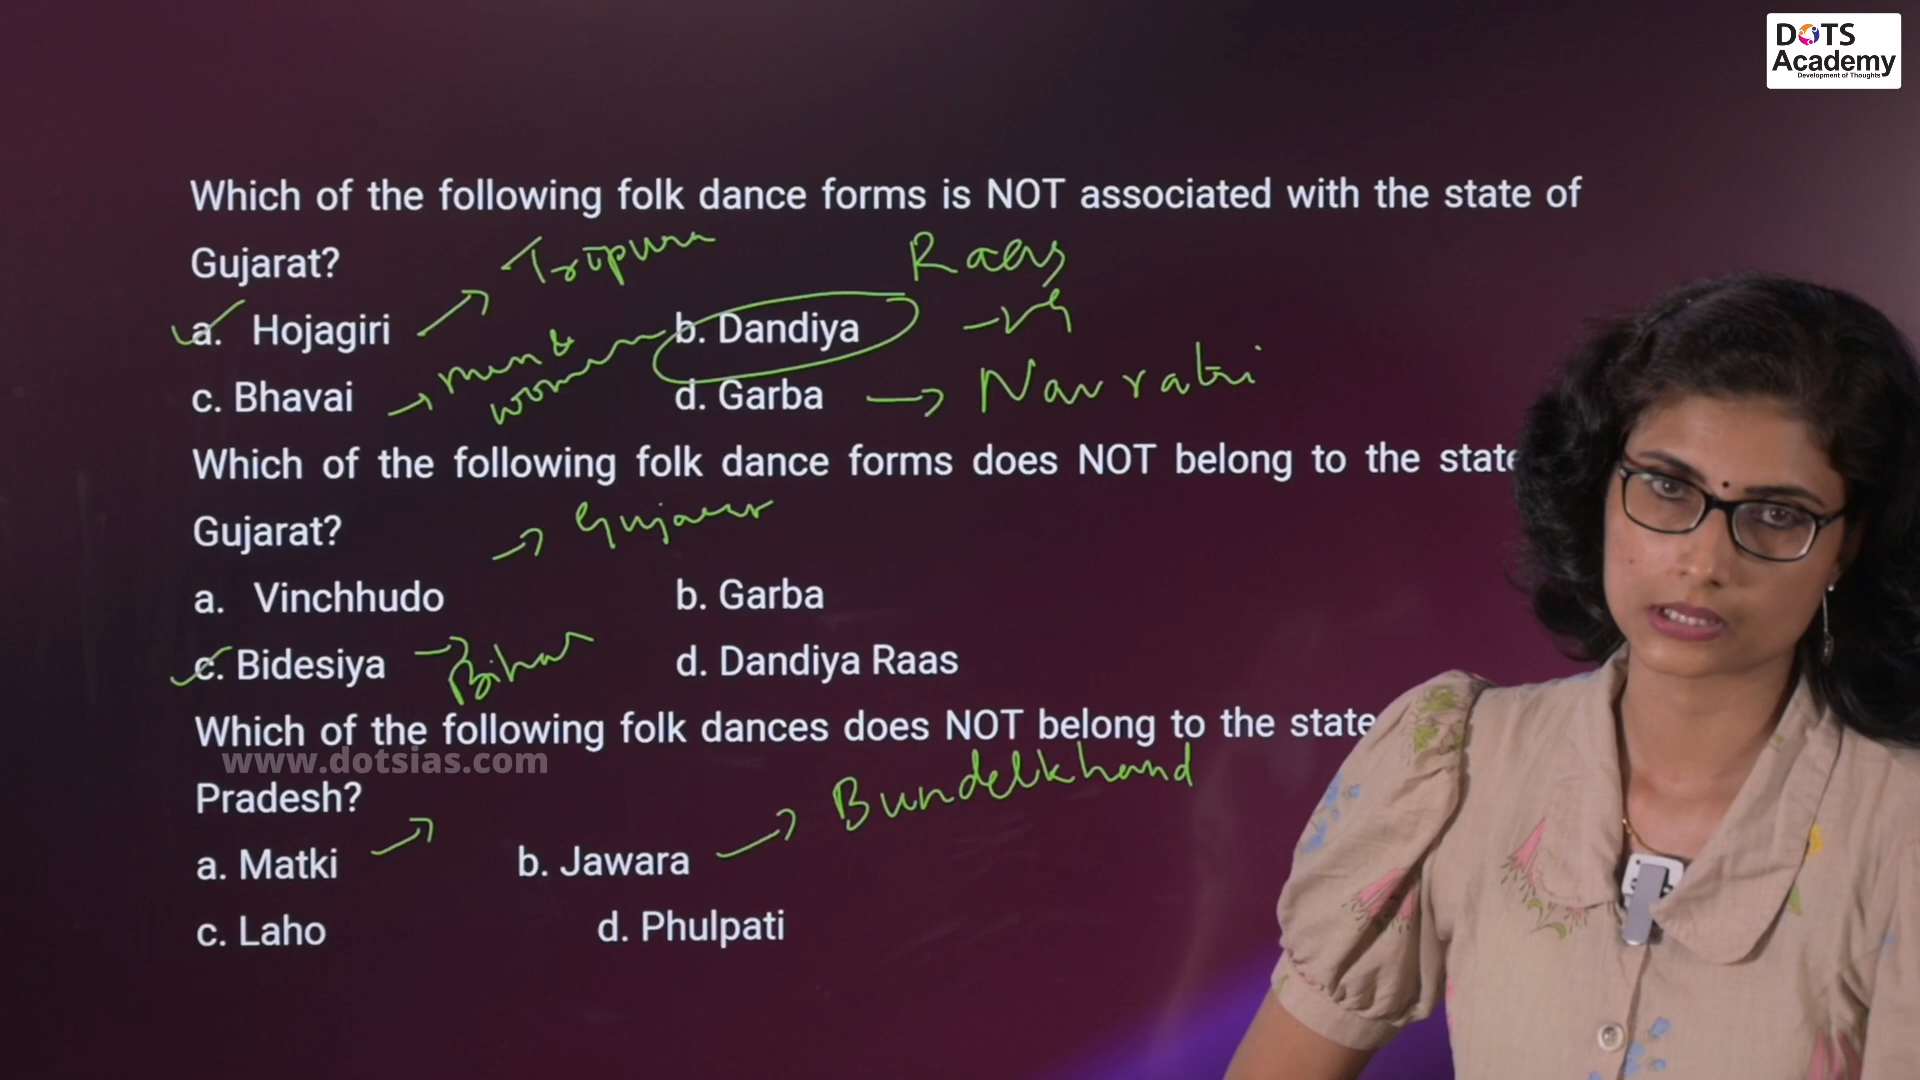 DOTS
Academy
Development of Thoughts
Which of the following folk dance forms is NOT associated with the state of
Gujarat?
Tripura
Raas
a. Hojagiri
b. Dandiya
men &
women
c. Bhavai
d. Garba
Navratri
Which of the following folk dance forms does NOT belong to the state
Gujarat?
Gujarat
a. Vinchhudo
b. Garba
c. Bidesiya
Bihar
d. Dandiya Raas
Which of the following folk dances does NOT belong to the state
www.dotsias.com
Pradesh?
Bundelkhand
a. Matki
b. Jawara
c. Laho
d. Phulpati